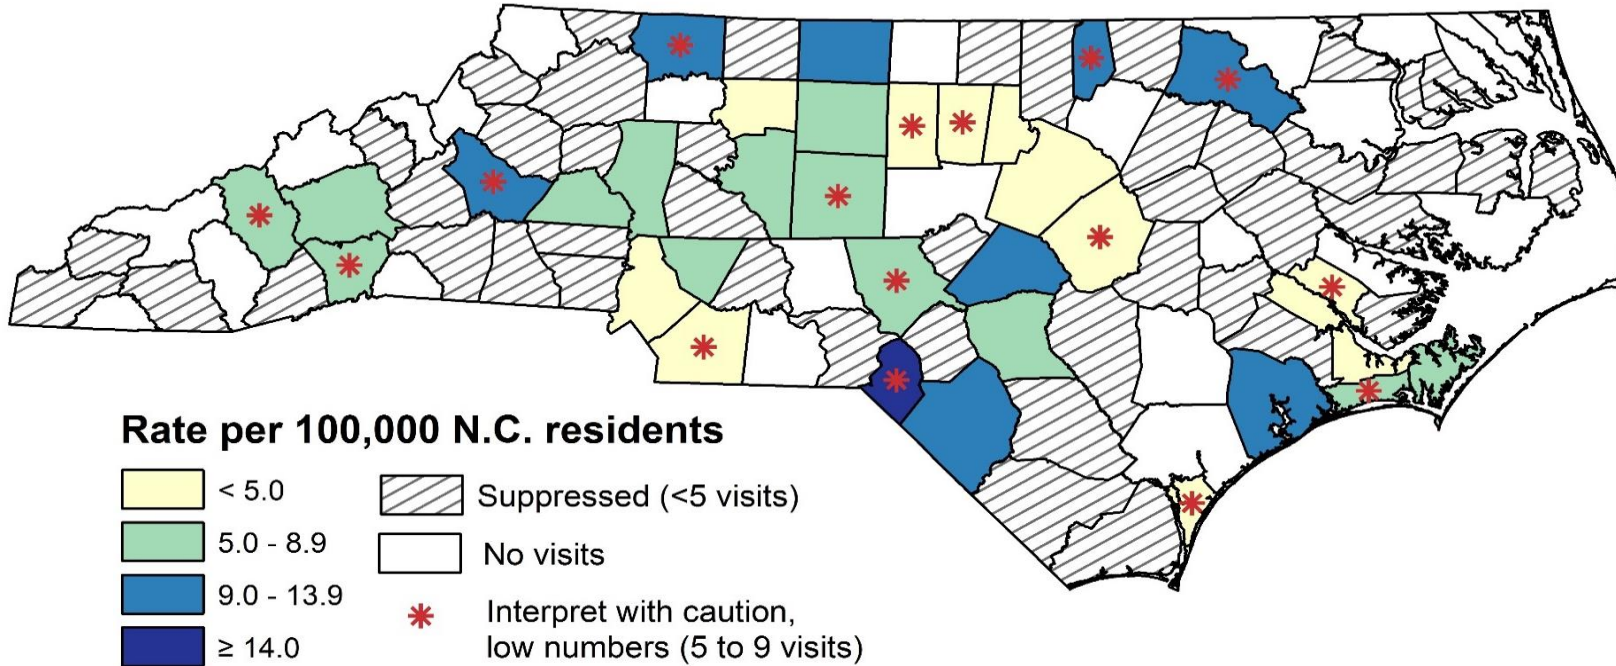 Rate per 100,000 N.C. residents
< 5.0
5.0 - 8.9
9.0 - 13.9
≥ 14.0
Suppressed (<5 visits)
No visits
Interpret with caution,
low numbers (5 to 9 visits)